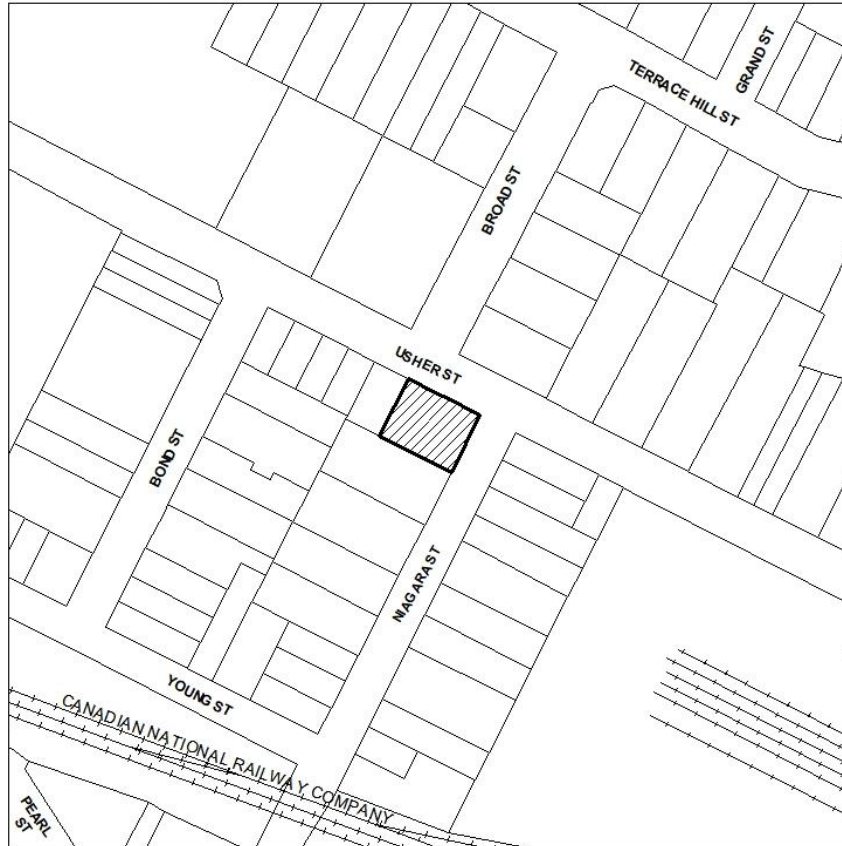 GRAND ST
TERRACE HILL ST
BROAD ST
USHER ST
BOND ST
NIAGARA ST
YOUNG ST
CANADIAN NATIONAL RAILWAY COMPANY
PEARL
ST